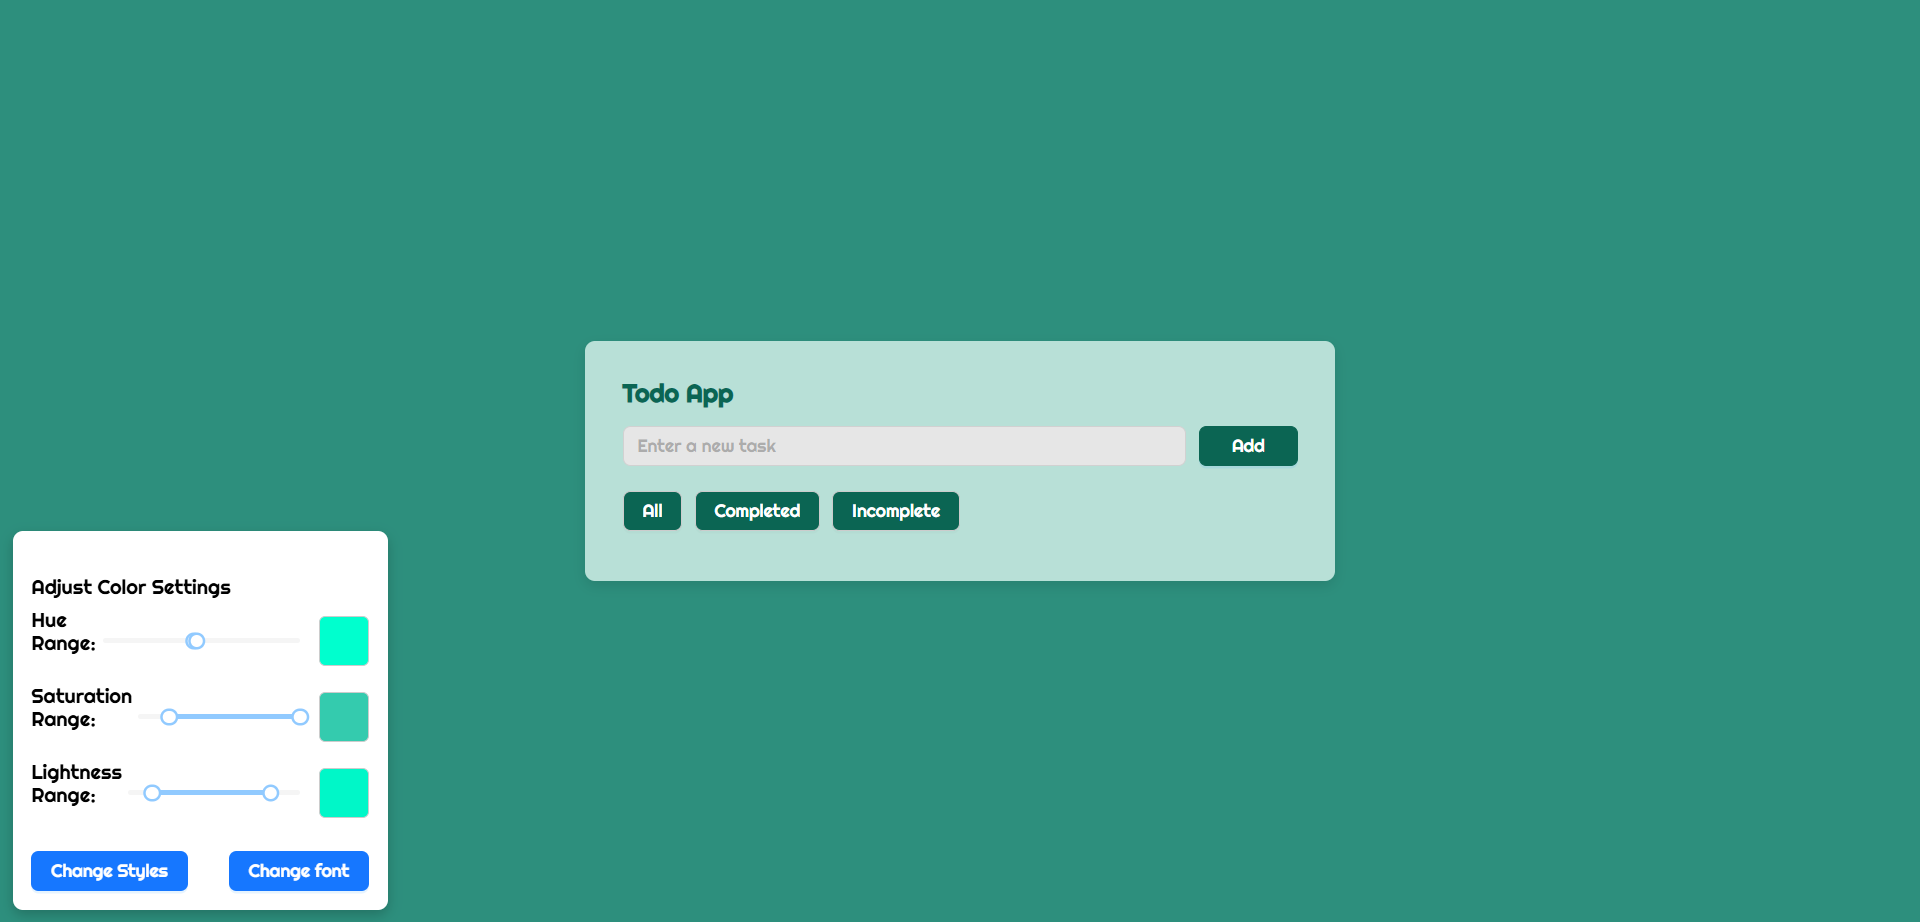 Todo App
Enter a new task
Add
All
Completed
Incomplete
Adjust Color Settings
Hue
Range:
Saturation
Range:
Lightness
Range:
Change Styles
Change font